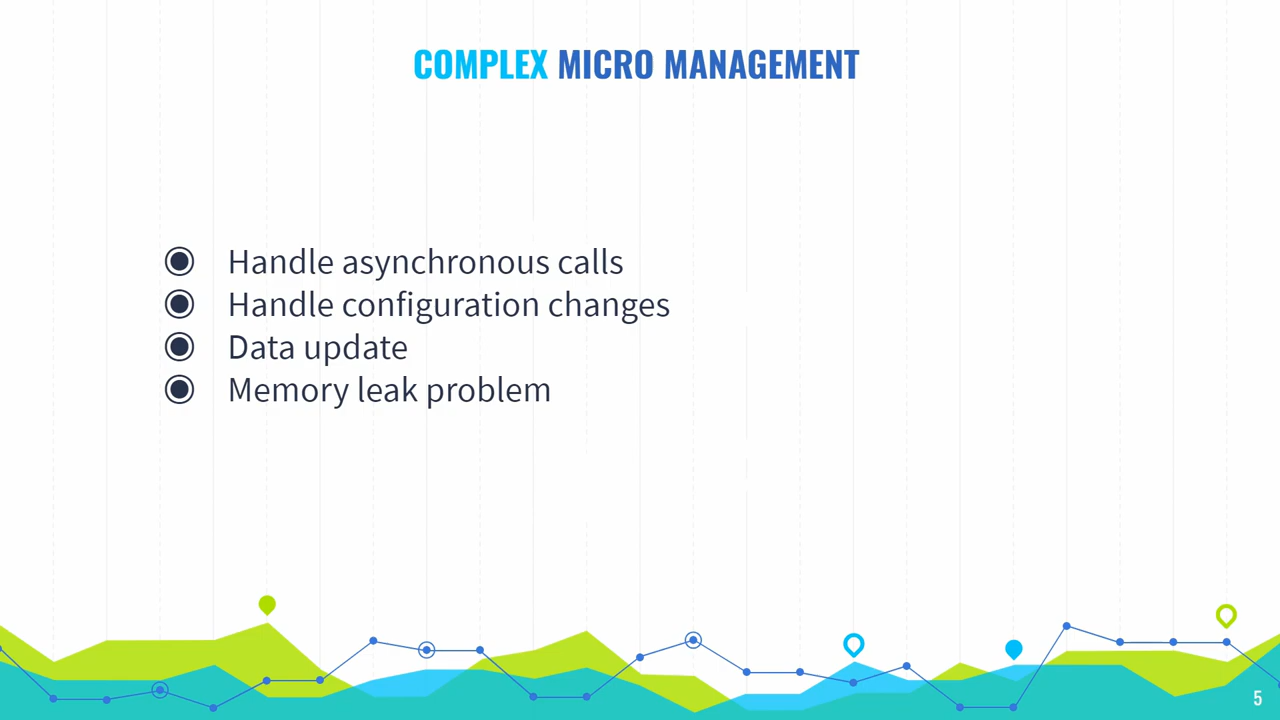 COMPLEX MICRO MANAGEMENT
Handle asynchronous calls
Handle configuration changes
Data update
Memory leak problem
5